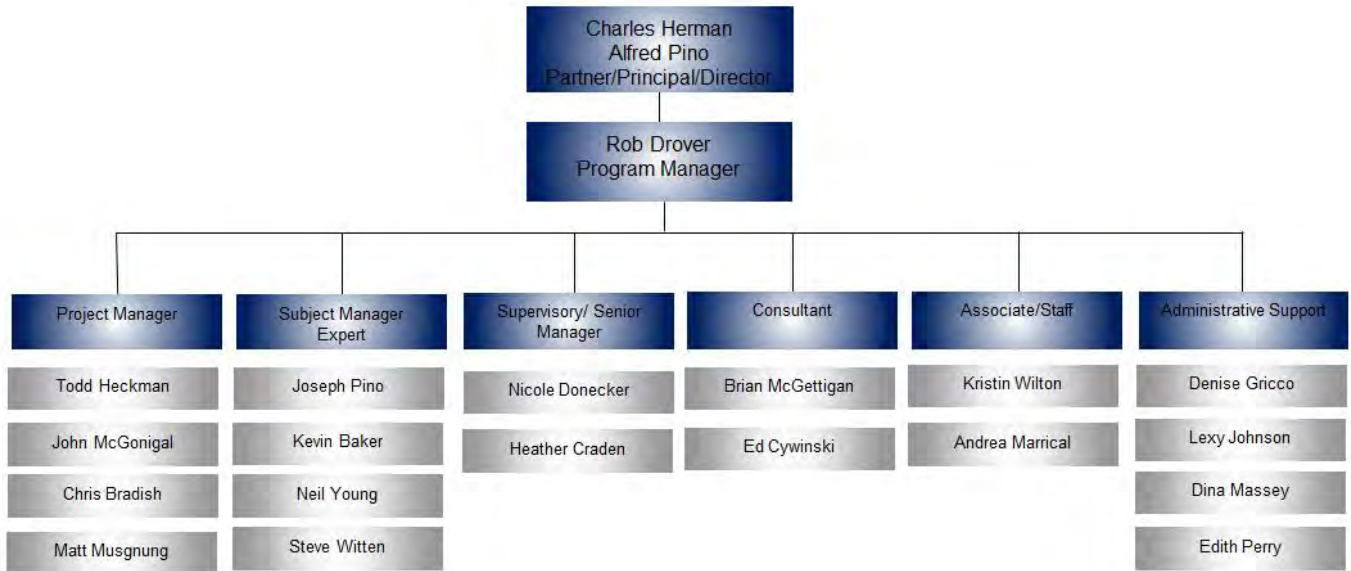 Charles Herman
Alfred Pino
Partner/Principal/Director
Rob Drover
Program Manager
Project Manager
Todd Heckman
John McGonigal
Chris Bradish
Matt Musgnung
Subject Manager
Expert
Joseph Pino
Kevin Baker
Neil Young
Steve Witten
Supervisory/ Senior
Manager
Nicole Donecker
Heather Craden
Consultant
Brian McGettigan
Ed Cywinski
Associate/Staff
Kristin Wilton
Andrea Marrical
Administrative Support
Denise Gricco
Lexy Johnson
Dina Massey
Edith Perry